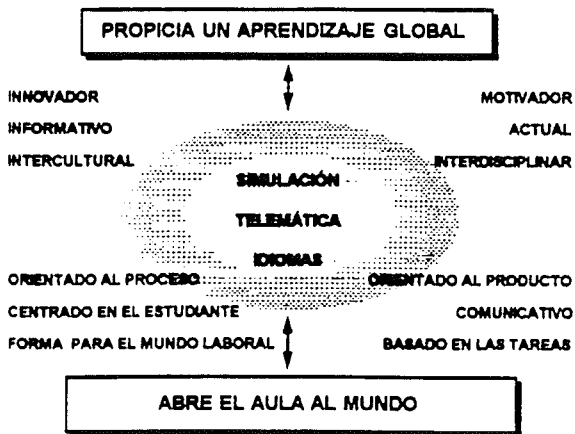 PROPICIA UN APRENDIZAJE GLOBAL
INNOVADOR
MOTIVADOR
INFORMATIVO
ACTUAL
INTERCULTURAL
INTERDISCIPLINAR
SIMULACIÓN
TELEMÁTICA
IDIOMAS
ORIENTADO AL PROCESO
ORIENTADO AL PRODUCTO
CENTRADO EN EL ESTUDIANTE
COMUNICATIVO
FORMA PARA EL MUNDO LABORAL
BASADO EN LAS TAREAS
ABRE EL AULA AL MUNDO